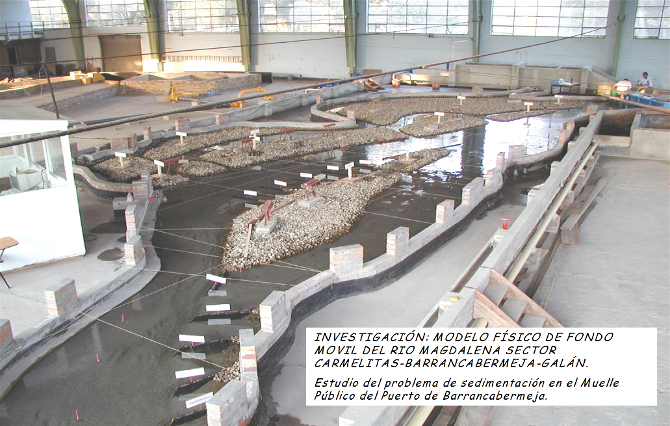 INVESTIGACIÓN: MODELO FÍSICO DE FONDO
MOVIL DEL RIO MAGDALENA SECTOR
CARMELITAS-BARRANCABERMEJA-GALÁN.
Estudio del problema de sedimentación en el Muelle
Público del Puerto de Barrancabermeja.